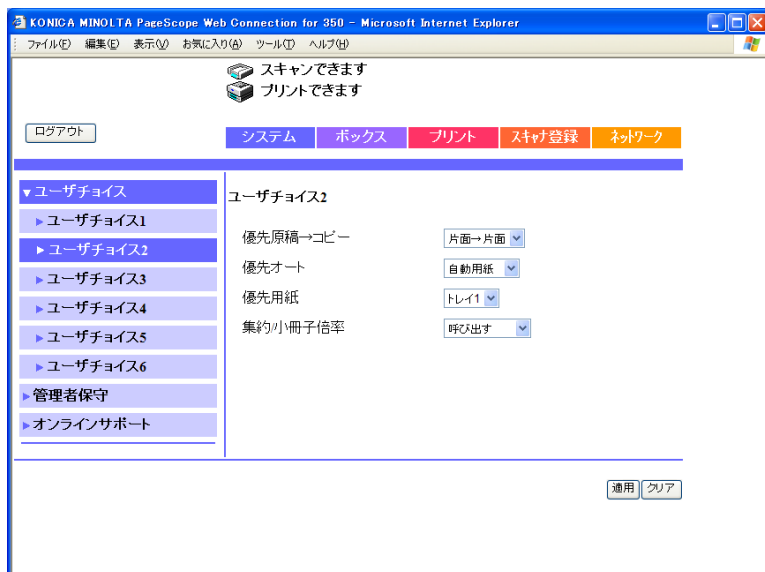 KONICA MINOLTA PageScope Web Connection for 350 - Microsoft Internet Explorer
ファイル(F) 編集(E) 表示(V) お気に入り(A) ツール(T) ヘルプ(H)
スキャンできます
プリントできます
ログアウト
システム ボックス プリント スキャナ登録 ネットワーク
▼ユーザチョイス
▶ユーザチョイス1
▶ユーザチョイス2
▶ユーザチョイス3
▶ユーザチョイス4
▶ユーザチョイス5
▶ユーザチョイス6
▶管理者保守
▶オンラインサポート
ユーザチョイス2
優先原稿→コピー 片面→片面
優先オート 自動用紙
優先用紙 トレイ1
集約/小冊子倍率 呼び出す
適用 クリア